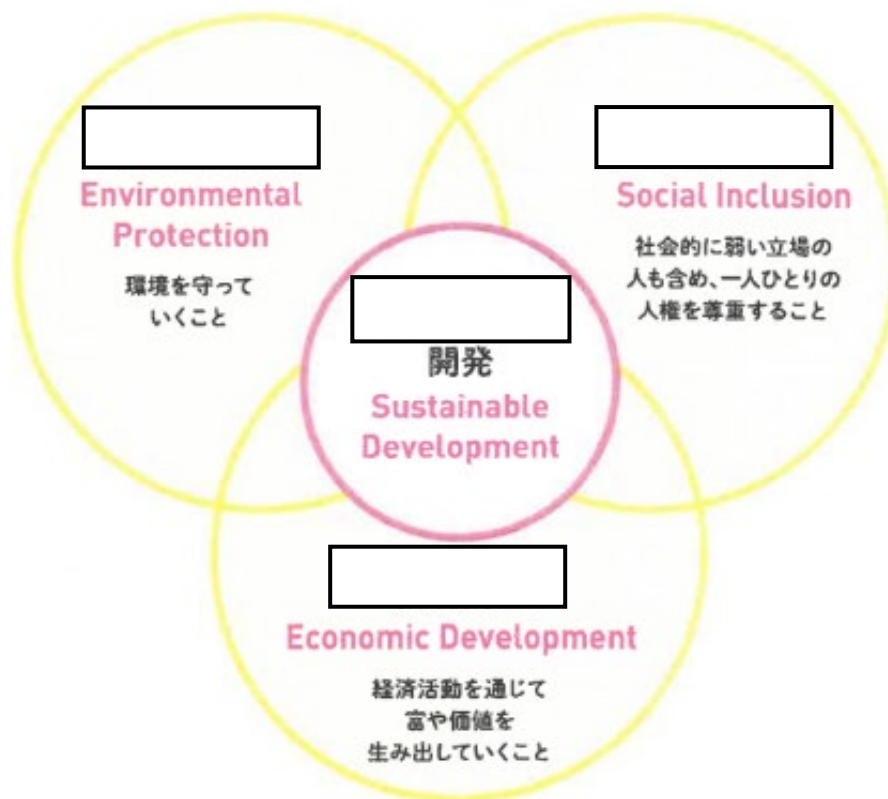 Environmental
Protection
環境を守って
いくこと
Social Inclusion
社会的に弱い立場の
人も含め、一人ひとりの
人権を尊重すること
開発
Sustainable
Development
Economic Development
経済活動を通じて
富や価値を
生み出していくこと